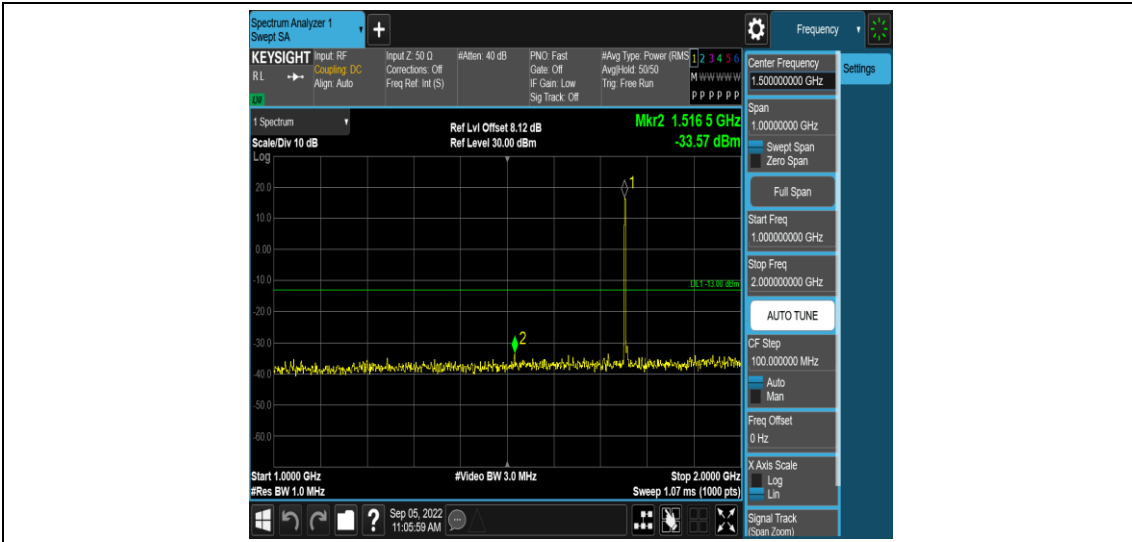 Spectrum Analyzer 1
Swept SA
+
Frequency
Settings
KEYSIGHT
RL
LXI
Input: RF
Coupling: DC
Align: Auto
Input Z: 50 Ω
Corrections: Off
Freq Ref: Int (S)
#Atten: 40 dB
PNO: Fast
Gate: Off
IF Gain: Low
Sig Track: Off
#Avg Type: Power (RMS
Avg|Hold: 50/50
Trig: Free Run
1 2 3 4 5 6
M W W W W W
P P P P P P
1 Spectrum
Scale/Div 10 dB
Log
Ref Lvl Offset 8.12 dB
Ref Level 30.00 dBm
Mkr2 1.516 5 GHz
-33.57 dBm
20.0
10.0
0.00
-10.0
-20.0
-30.0
-40.0
-50.0
-60.0
1
2
DL1 -13.00 dBm
Start 1.0000 GHz
#Res BW 1.0 MHz
#Video BW 3.0 MHz
Stop 2.0000 GHz
Sweep 1.07 ms (1000 pts)
?
Sep 05, 2022
11:05:59 AM
Center Frequency
1.500000000 GHz
Span
1.00000000 GHz
Swept Span
Zero Span
Full Span
Start Freq
1.000000000 GHz
Stop Freq
2.000000000 GHz
AUTO TUNE
CF Step
100.000000 MHz
Auto
Man
Freq Offset
0 Hz
X Axis Scale
Log
Lin
Signal Track
(Span Zoom)